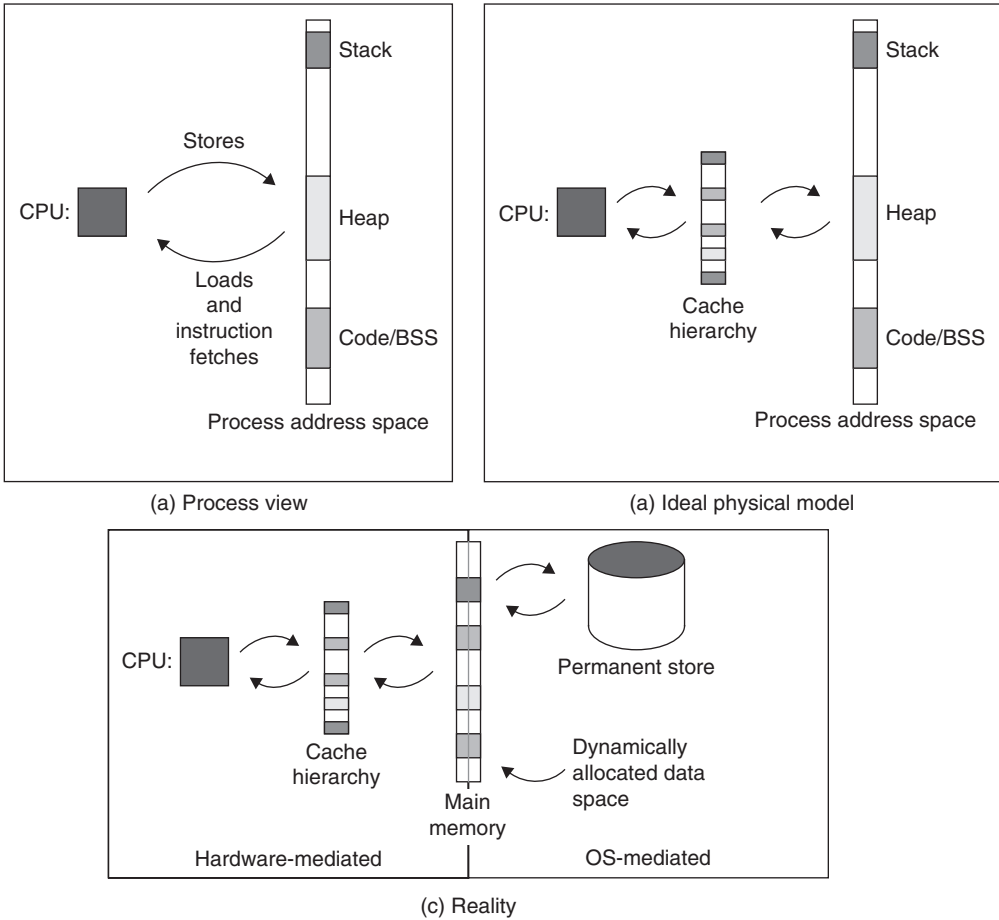 Stack
Stores
CPU:
Heap
Loads
and
instruction
fetches
Code/BSS
Process address space
(a) Process view
Stack
CPU:
Heap
Cache
hierarchy
Code/BSS
Process address space
(a) Ideal physical model
CPU:
Cache
hierarchy
Main
memory
Permanent store
Dynamically
allocated data
space
Hardware-mediated
OS-mediated
(c) Reality